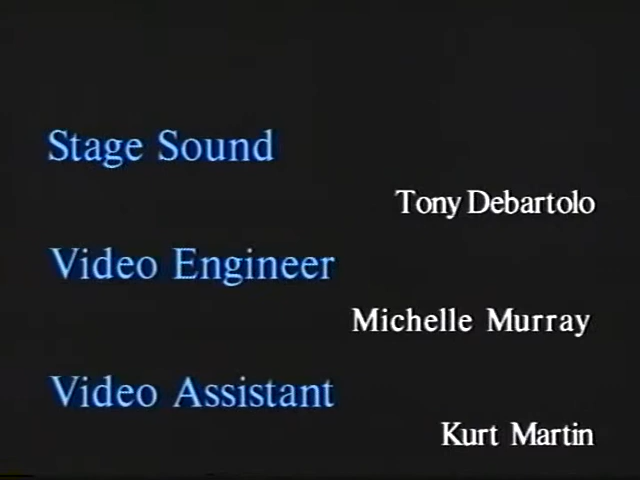 Stage Sound
Tony Debartolo
Video Engineer
Michelle Murray
Video Assistant
Kurt Martin